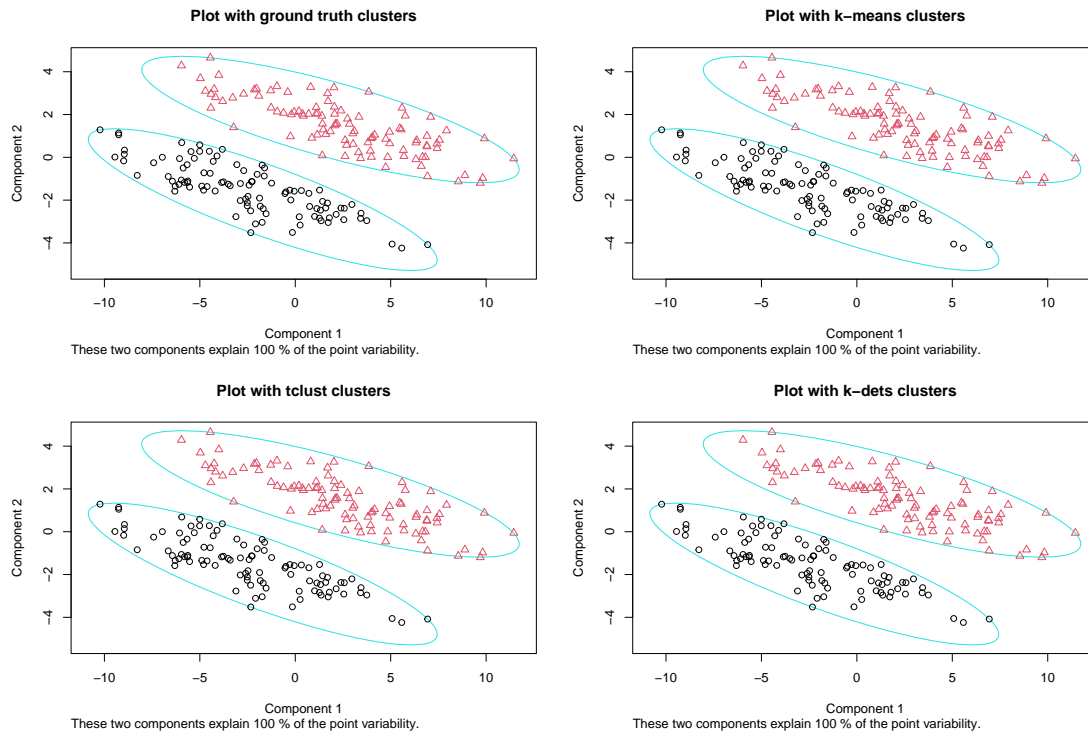 Plot with ground truth clusters
Component 2
4
2
0
−2
−4
−10
−5
0
5
10
Component 1
These two components explain 100 % of the point variability.
Plot with k−means clusters
Component 2
4
2
0
−2
−4
−10
−5
0
5
10
Component 1
These two components explain 100 % of the point variability.
Plot with tclust clusters
Component 2
4
2
0
−2
−4
−10
−5
0
5
10
Component 1
These two components explain 100 % of the point variability.
Plot with k−dets clusters
Component 2
4
2
0
−2
−4
−10
−5
0
5
10
Component 1
These two components explain 100 % of the point variability.